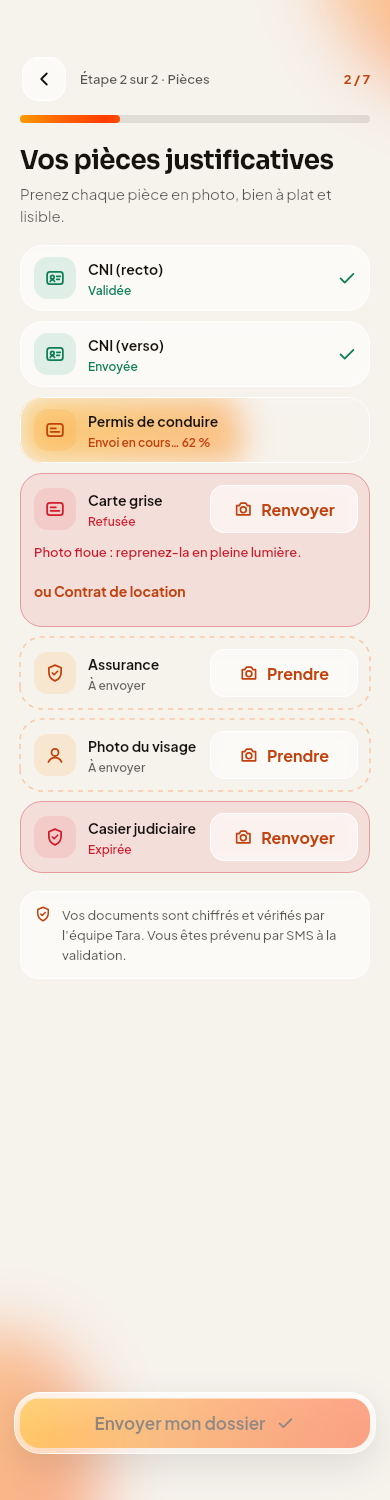 Étape 2 sur 2 · Pièces
2 / 7
Vos pièces justificatives
Prenez chaque pièce en photo, bien à plat et
lisible.
CNI (recto)
Validée
CNI (verso)
Envoyée
Permis de conduire
Envoi en cours… 62 %
Carte grise
Refusée
Renvoyer
Photo floue : reprenez-la en pleine lumière.
ou Contrat de location
Assurance
À envoyer
Prendre
Photo du visage
À envoyer
Prendre
Casier judiciaire
Expirée
Renvoyer
Vos documents sont chiffrés et vérifiés par
l'équipe Tara. Vous êtes prévenu par SMS à la
validation.
Envoyer mon dossier